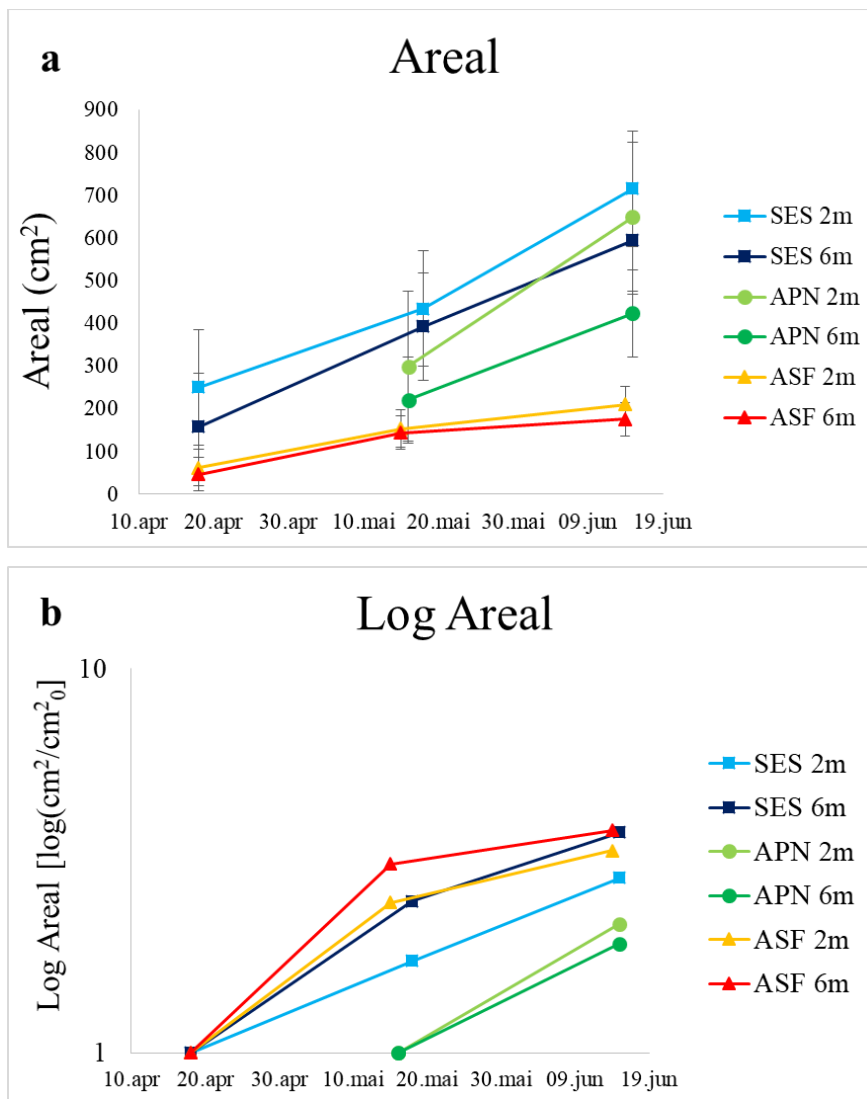 a
Areal
Areal (cm²)
900
800
700
600
500
400
300
200
100
0
10.apr 20.apr 30.apr 10.mai 20.mai 30.mai 09.jun 19.jun
SES 2m
SES 6m
APN 2m
APN 6m
ASF 2m
ASF 6m
b
Log Areal
Log Areal [log(cm²/cm²₀)]
10
1
10.apr 20.apr 30.apr 10.mai 20.mai 30.mai 09.jun 19.jun
SES 2m
SES 6m
APN 2m
APN 6m
ASF 2m
ASF 6m